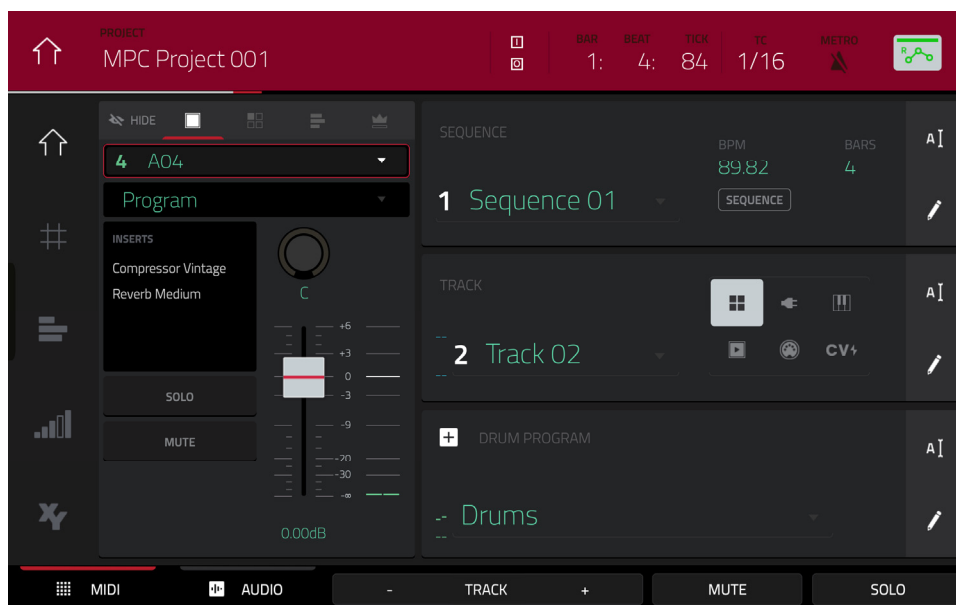 PROJECT
MPC Project 001
BAR BEAT TICK TC METRO
1: 4: 84 1/16
R
I
O
HIDE
4 A04
Program
INSERTS
Compressor Vintage
Reverb Medium
C
+6
+3
0
-3
-9
-20
-30
-∞
SOLO
MUTE
0.00dB
SEQUENCE
BPM BARS
89.82 4
1 Sequence 01
SEQUENCE
A
TRACK
2 Track 02
CV
A
DRUM PROGRAM
Drums
A
XY
MIDI AUDIO - TRACK + MUTE SOLO